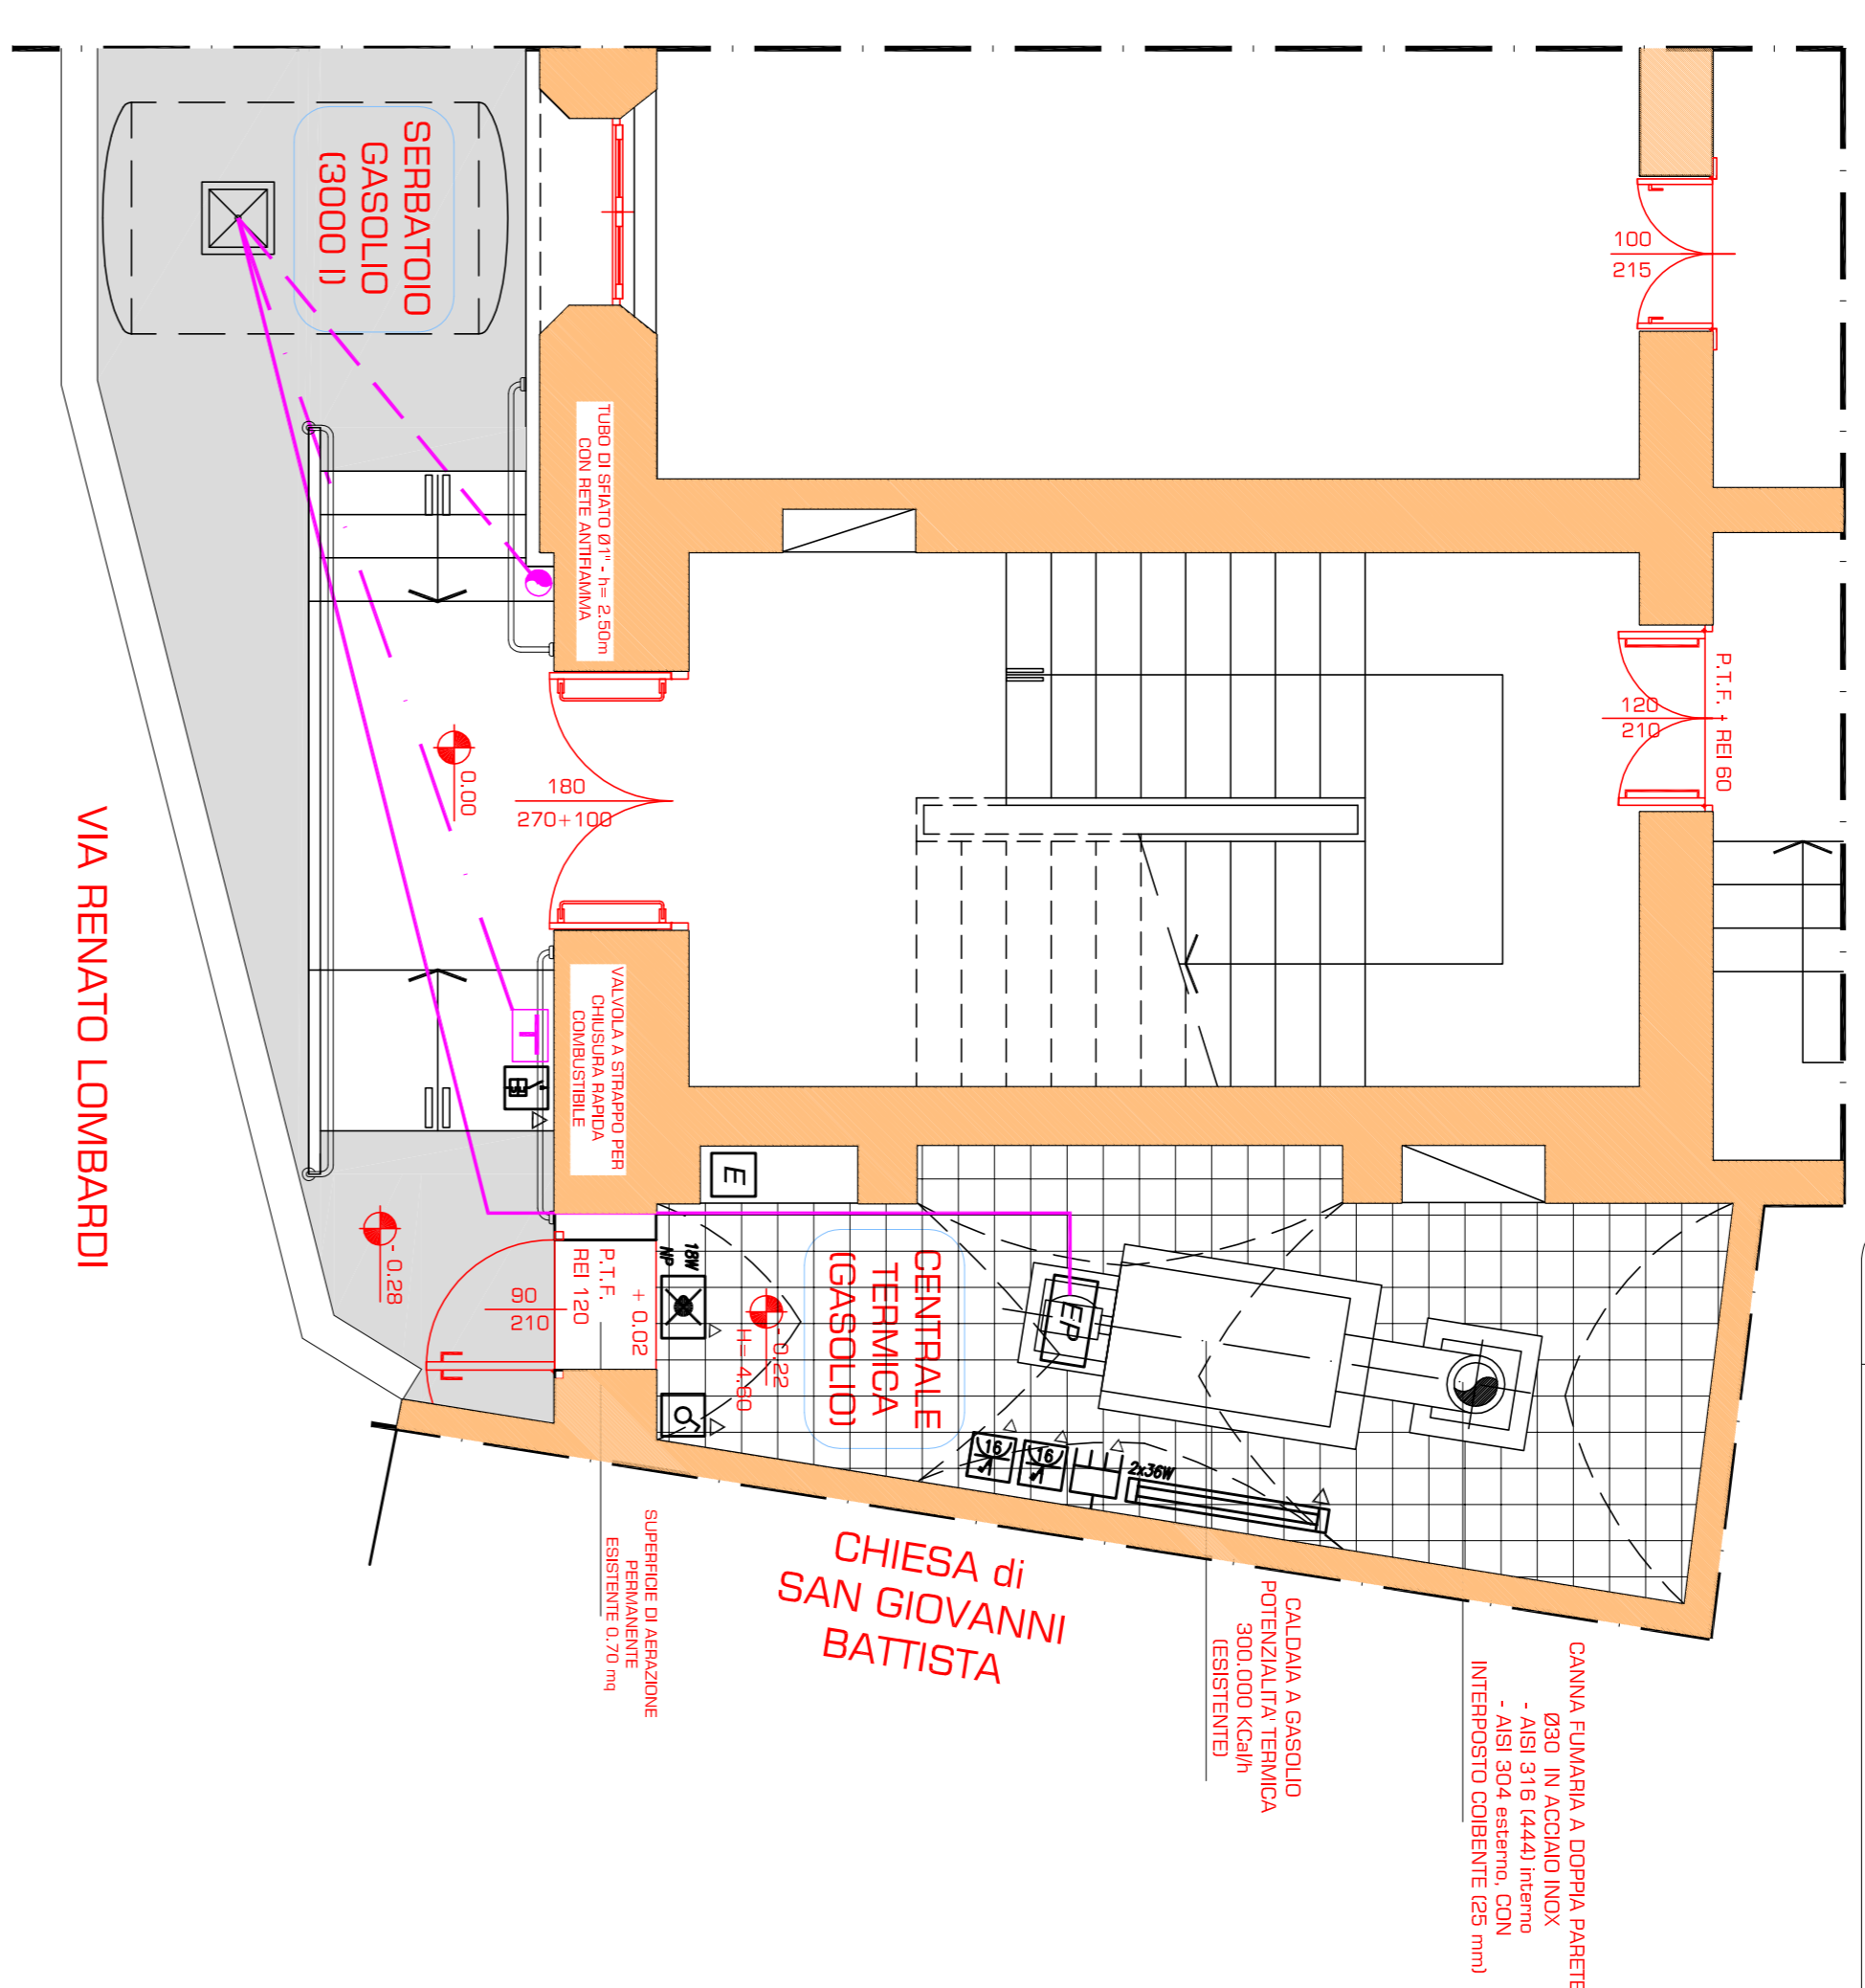 SERBATOIO
GASOLIO
(3000 l)
TUBO DI SFIATO Ø1" - h= 2.50m
CON RETE ANTIFIAMMA
100
215
P.T.F. - REI 60
120
210
0.00
180
270+100
VIA RENATO LOMBARDI
T
VALVOLA A STRAPPO PER
CHIUSURA RAPIDA
COMBUSTIBILE
E
- 0.28
90
210
P.T.F.
REI 120
+ 0.02
E
18W
NP
- 0.22
H= 4.60
CENTRALE
TERMICA
(GASOLIO)
EP
16
16
2x36W
SUPERFICIE DI AERAZIONE
PERMANENTE
ESISTENTE 0.70 mq
CHIESA di
SAN GIOVANNI
BATTISTA
CALDAIA A GASOLIO
POTENZIALITA' TERMICA
300.000 KCal/h
(ESISTENTE)
CANNA FUMARIA A DOPPIA PARETE
Ø30 IN ACCIAIO INOX
- AISI 316 (444) interno
- AISI 304 esterno, CON
INTERPOSTO COIBENTE (25 mm)